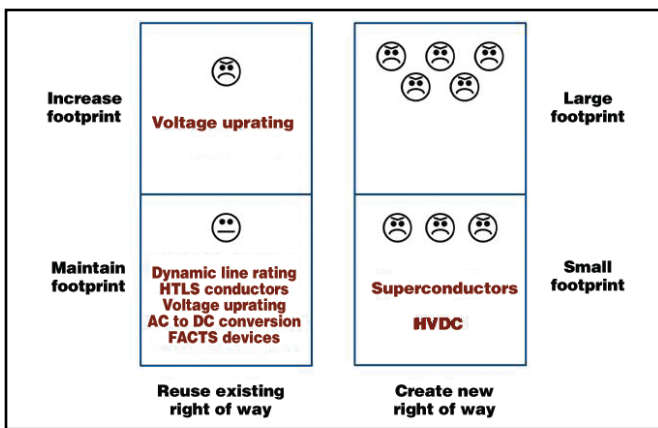 Increase
footprint
Voltage uprating
Large
footprint
Maintain
footprint
Dynamic line rating
HTLS conductors
Voltage uprating
AC to DC conversion
FACTS devices
Superconductors
HVDC
Small
footprint
Reuse existing
right of way
Create new
right of way